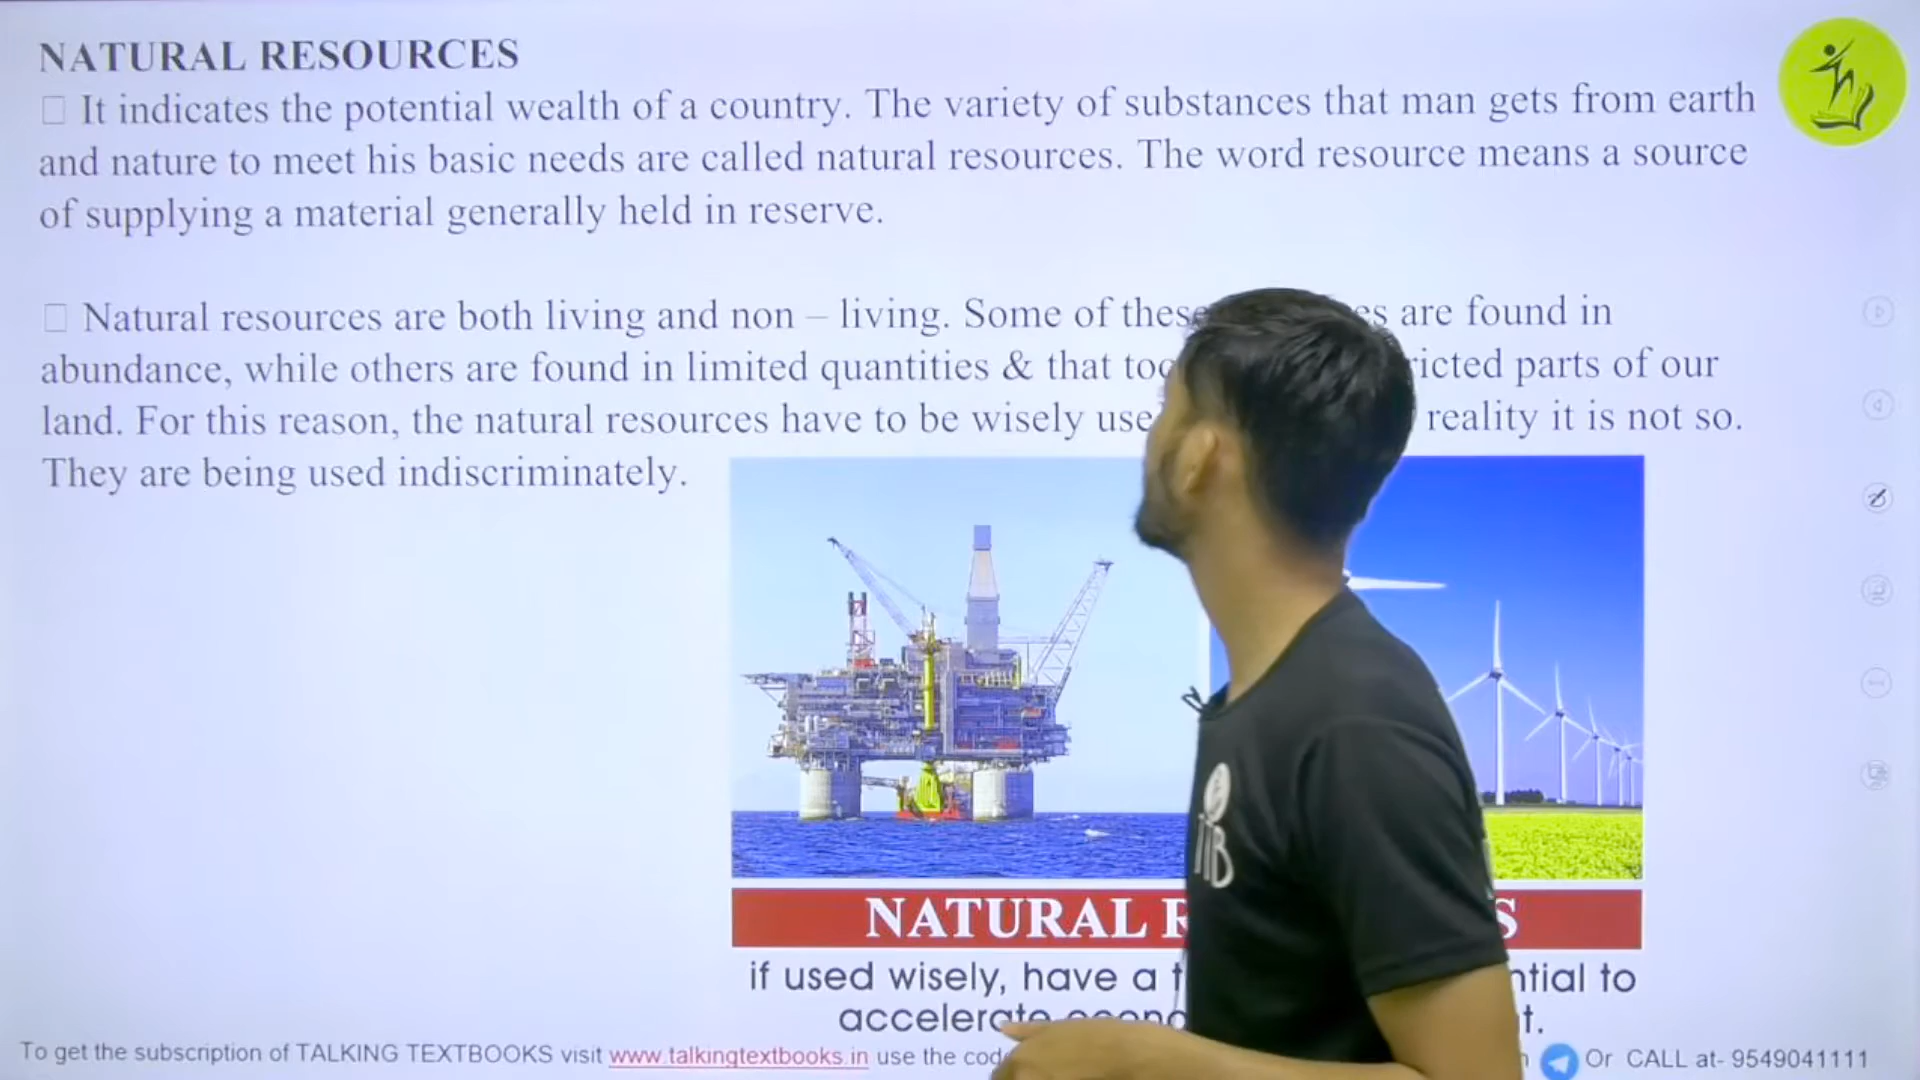 NATURAL RESOURCES
It indicates the potential wealth of a country. The variety of substances that man gets from earth
and nature to meet his basic needs are called natural resources. The word resource means a source
of supplying a material generally held in reserve.
Natural resources are both living and non – living. Some of these are found in
abundance, while others are found in limited quantities & that too parts of our
land. For this reason, the natural resources have to be wisely reality it is not so.
They are being used indiscriminately.
NATURAL
if used wisely, have a to
accelerate
To get the subscription of TALKING TEXTBOOKS visit www.talkingtextbooks.in use the Or CALL at- 9549041111
TTB